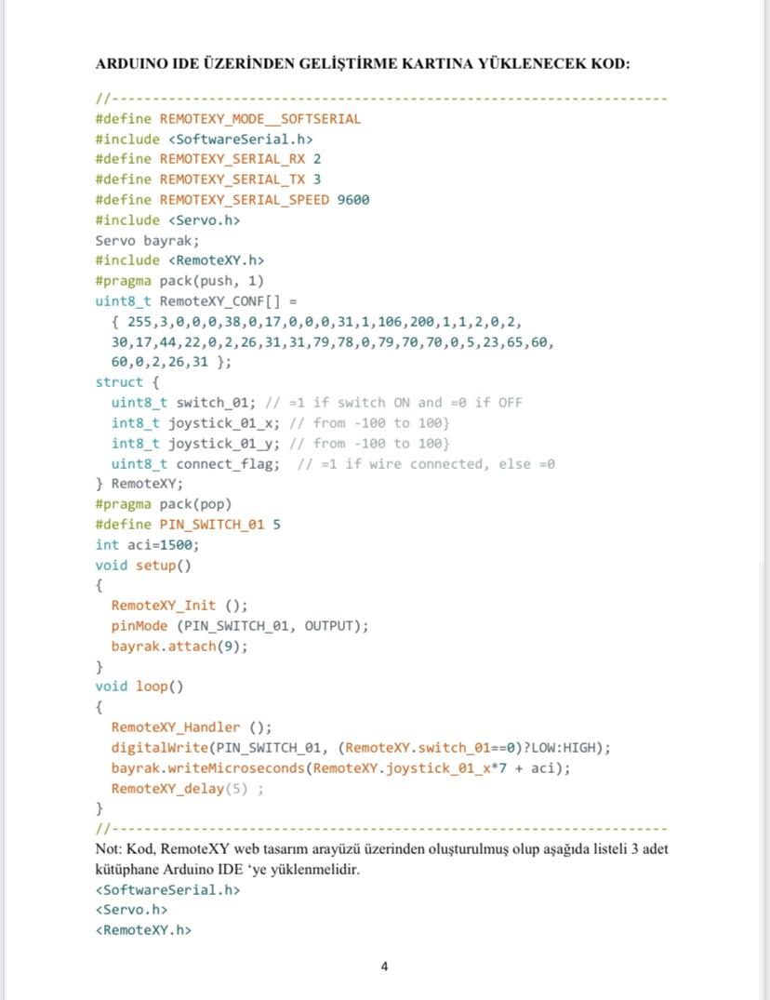 ARDUINO IDE ÜZERİNDEN GELİŞTİRME KARTINA YÜKLENECEK KOD:
//--------------------------------------------------------------------
#define REMOTEXY_MODE__SOFTSERIAL
#include <SoftwareSerial.h>
#define REMOTEXY_SERIAL_RX 2
#define REMOTEXY_SERIAL_TX 3
#define REMOTEXY_SERIAL_SPEED 9600
#include <Servo.h>
Servo bayrak;
#include <RemoteXY.h>
#pragma pack(push, 1)
uint8_t RemoteXY_CONF[] =
  { 255,3,0,0,0,38,0,17,0,0,0,31,1,106,200,1,1,2,0,2,
  30,17,44,22,0,2,26,31,31,79,78,0,79,70,70,0,5,23,65,60,
  60,0,2,26,31 };
struct {
  uint8_t switch_01; // =1 if switch ON and =0 if OFF
  int8_t joystick_01_x; // from -100 to 100}
  int8_t joystick_01_y; // from -100 to 100}
  uint8_t connect_flag;  // =1 if wire connected, else =0
} RemoteXY;
#pragma pack(pop)
#define PIN_SWITCH_01 5
int aci=1500;
void setup()
{
  RemoteXY_Init ();
  pinMode (PIN_SWITCH_01, OUTPUT);
  bayrak.attach(9);
}
void loop()
{
  RemoteXY_Handler ();
  digitalWrite(PIN_SWITCH_01, (RemoteXY.switch_01==0)?LOW:HIGH);
  bayrak.writeMicroseconds(RemoteXY.joystick_01_x*7 + aci);
  RemoteXY_delay(5) ;
}
//--------------------------------------------------------------------
Not: Kod, RemoteXY web tasarım arayüzü üzerinden oluşturulmuş olup aşağıda listeli 3 adet
kütüphane Arduino IDE ‘ye yüklenmelidir.
<SoftwareSerial.h>
<Servo.h>
<RemoteXY.h>
4